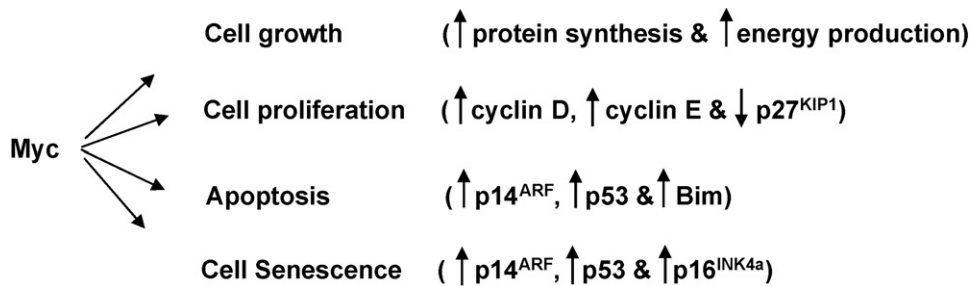 Cell growth (↑protein synthesis & ↑energy production)
Cell proliferation (↑cyclin D, ↑cyclin E & ↓ p27KIP1)
Myc
Apoptosis (↑p14ARF, ↑p53 & ↑Bim)
Cell Senescence (↑p14ARF, ↑p53 & ↑p16INK4a)